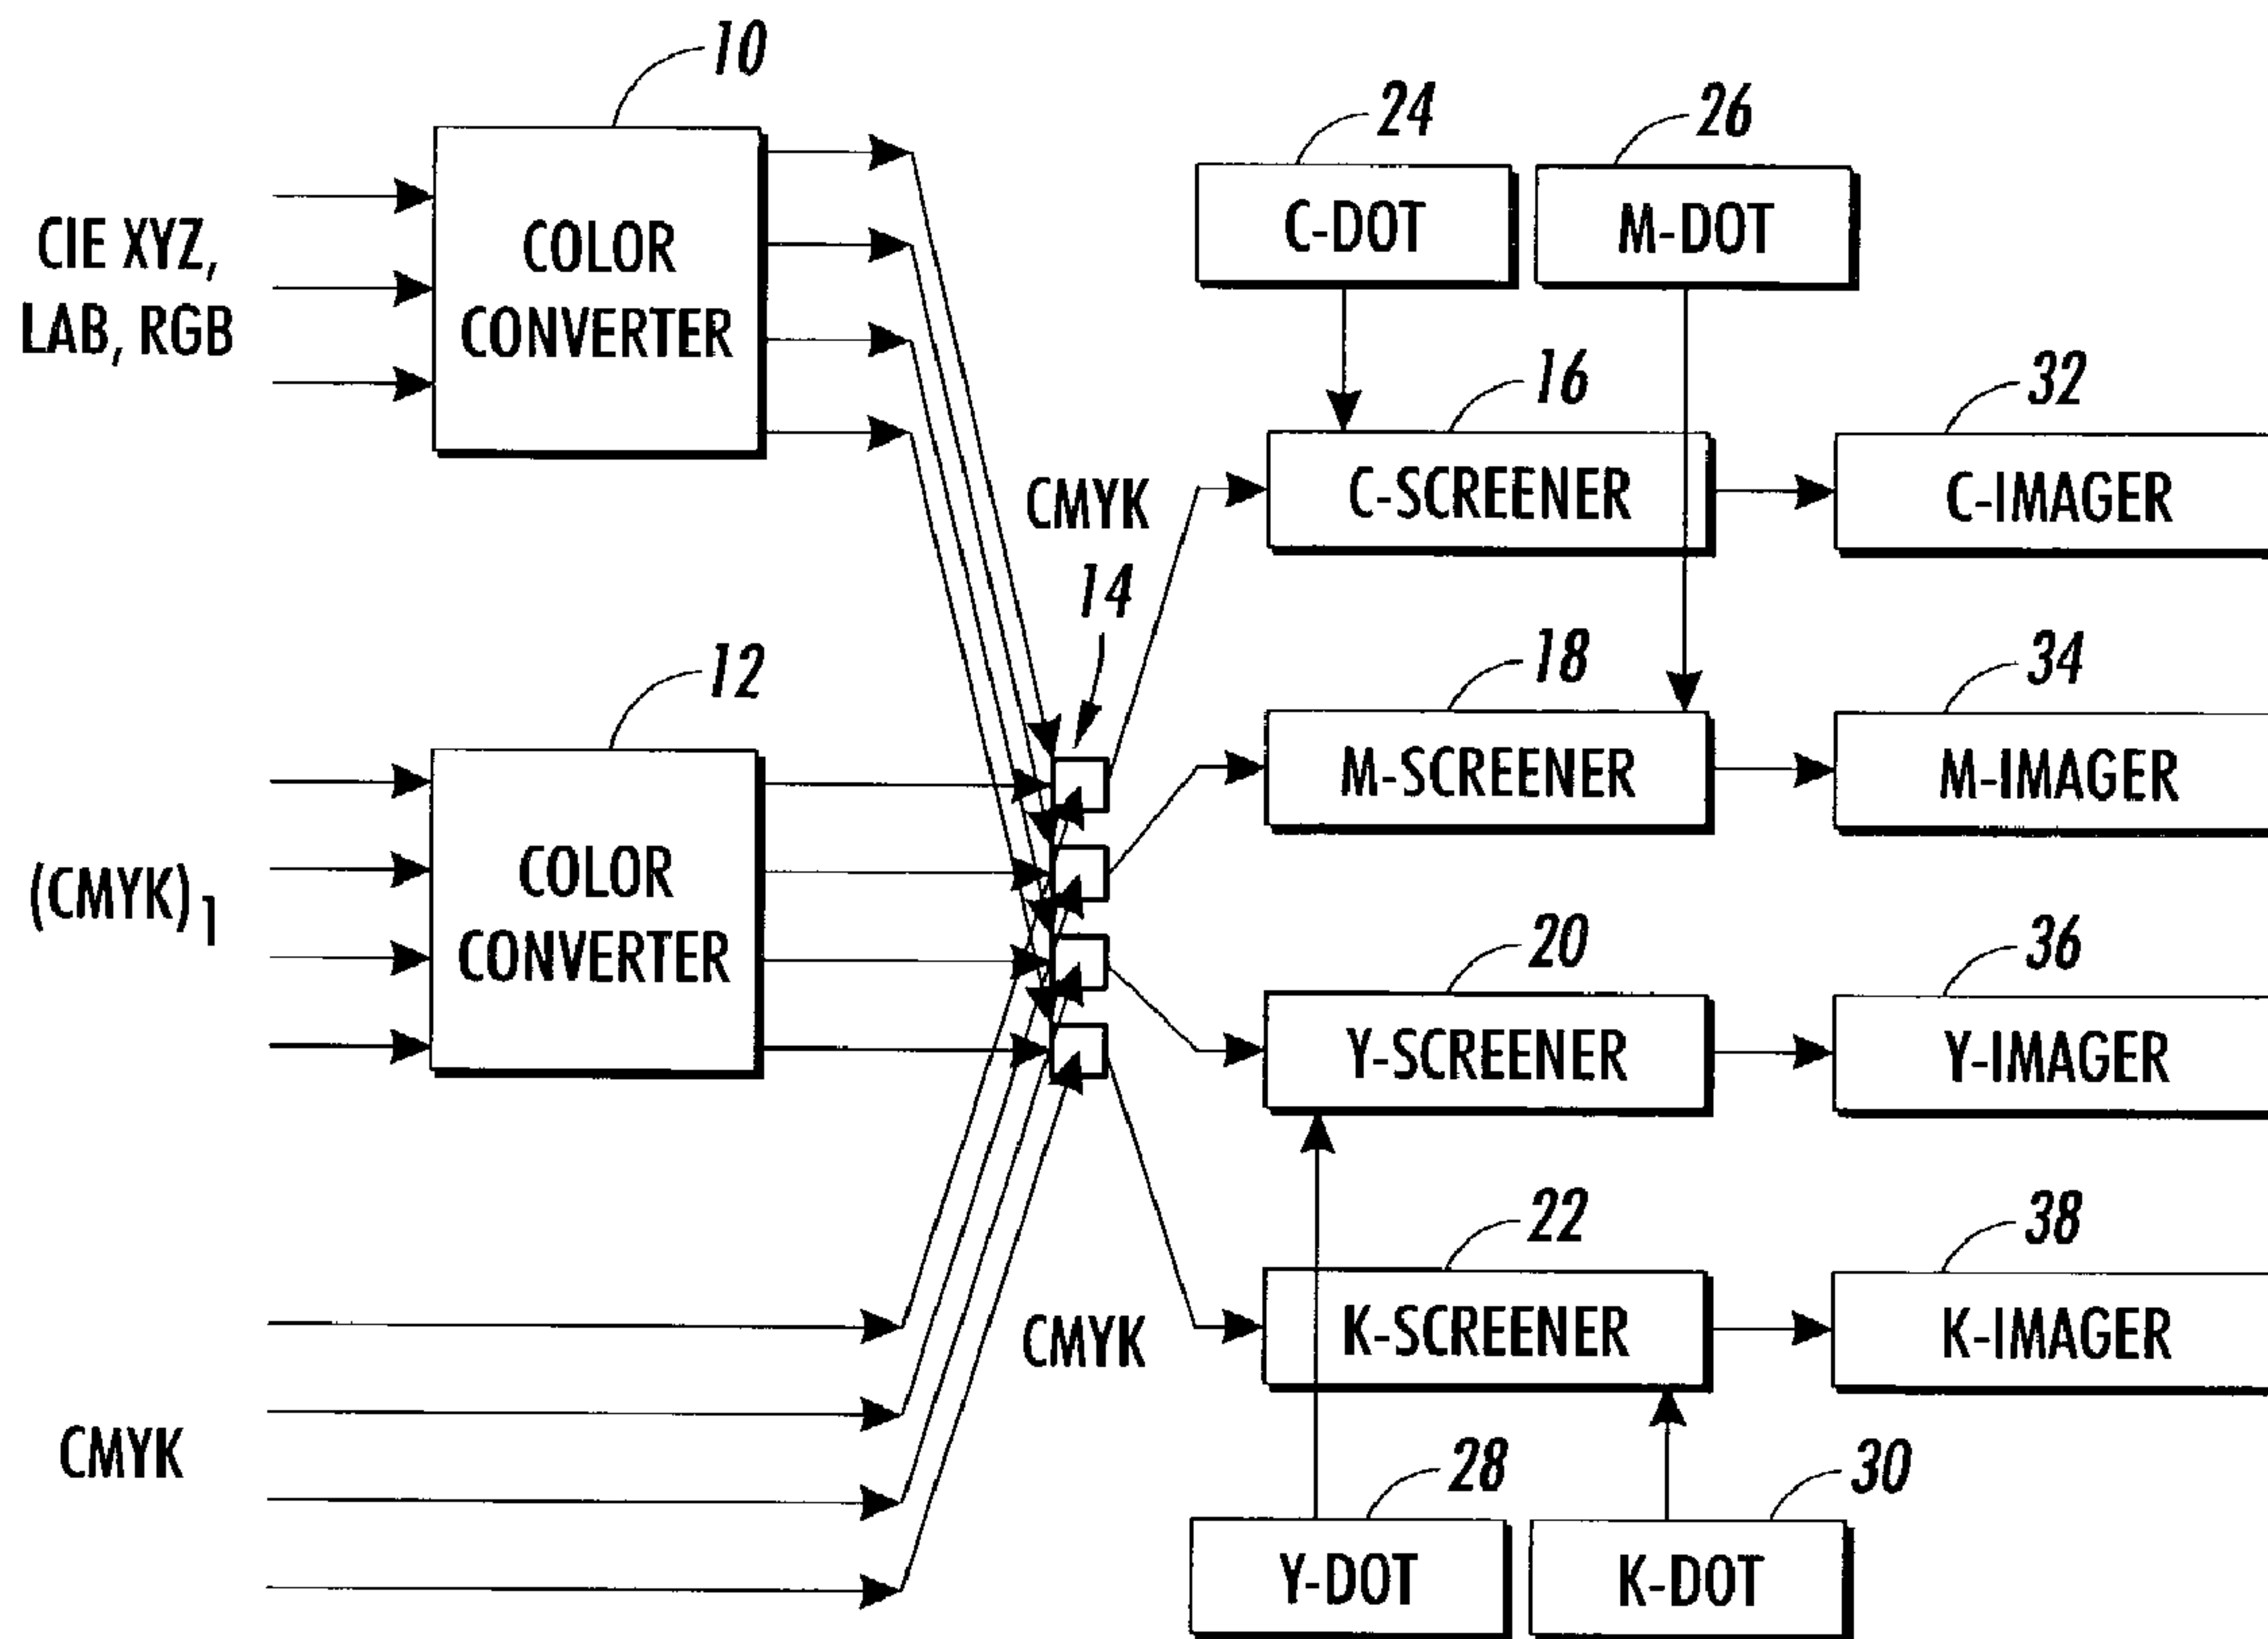 10
CIE XYZ,
LAB, RGB
COLOR
CONVERTER
12
(CMYK)1
COLOR
CONVERTER
CMYK
CMYK
14
CMYK
24
C-DOT
26
M-DOT
16
C-SCREENER
32
C-IMAGER
18
M-SCREENER
34
M-IMAGER
20
Y-SCREENER
36
Y-IMAGER
22
K-SCREENER
38
K-IMAGER
28
Y-DOT
30
K-DOT